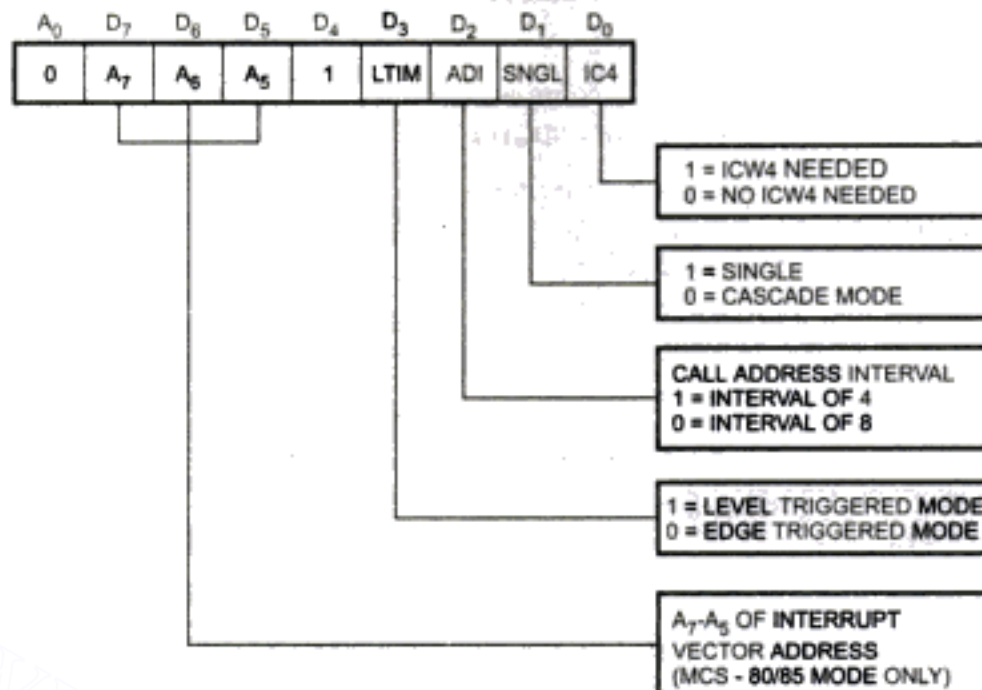 A₀ D₇ D₆ D₅ D₄ D₃ D₂ D₁ D₀
0 A₇ A₆ A₅ 1 LTIM ADI SNGL IC4
1 = ICW4 NEEDED
0 = NO ICW4 NEEDED
1 = SINGLE
0 = CASCADE MODE
CALL ADDRESS INTERVAL
1 = INTERVAL OF 4
0 = INTERVAL OF 8
1 = LEVEL TRIGGERED MODE
0 = EDGE TRIGGERED MODE
A₇-A₅ OF INTERRUPT
VECTOR ADDRESS
(MCS - 80/85 MODE ONLY)